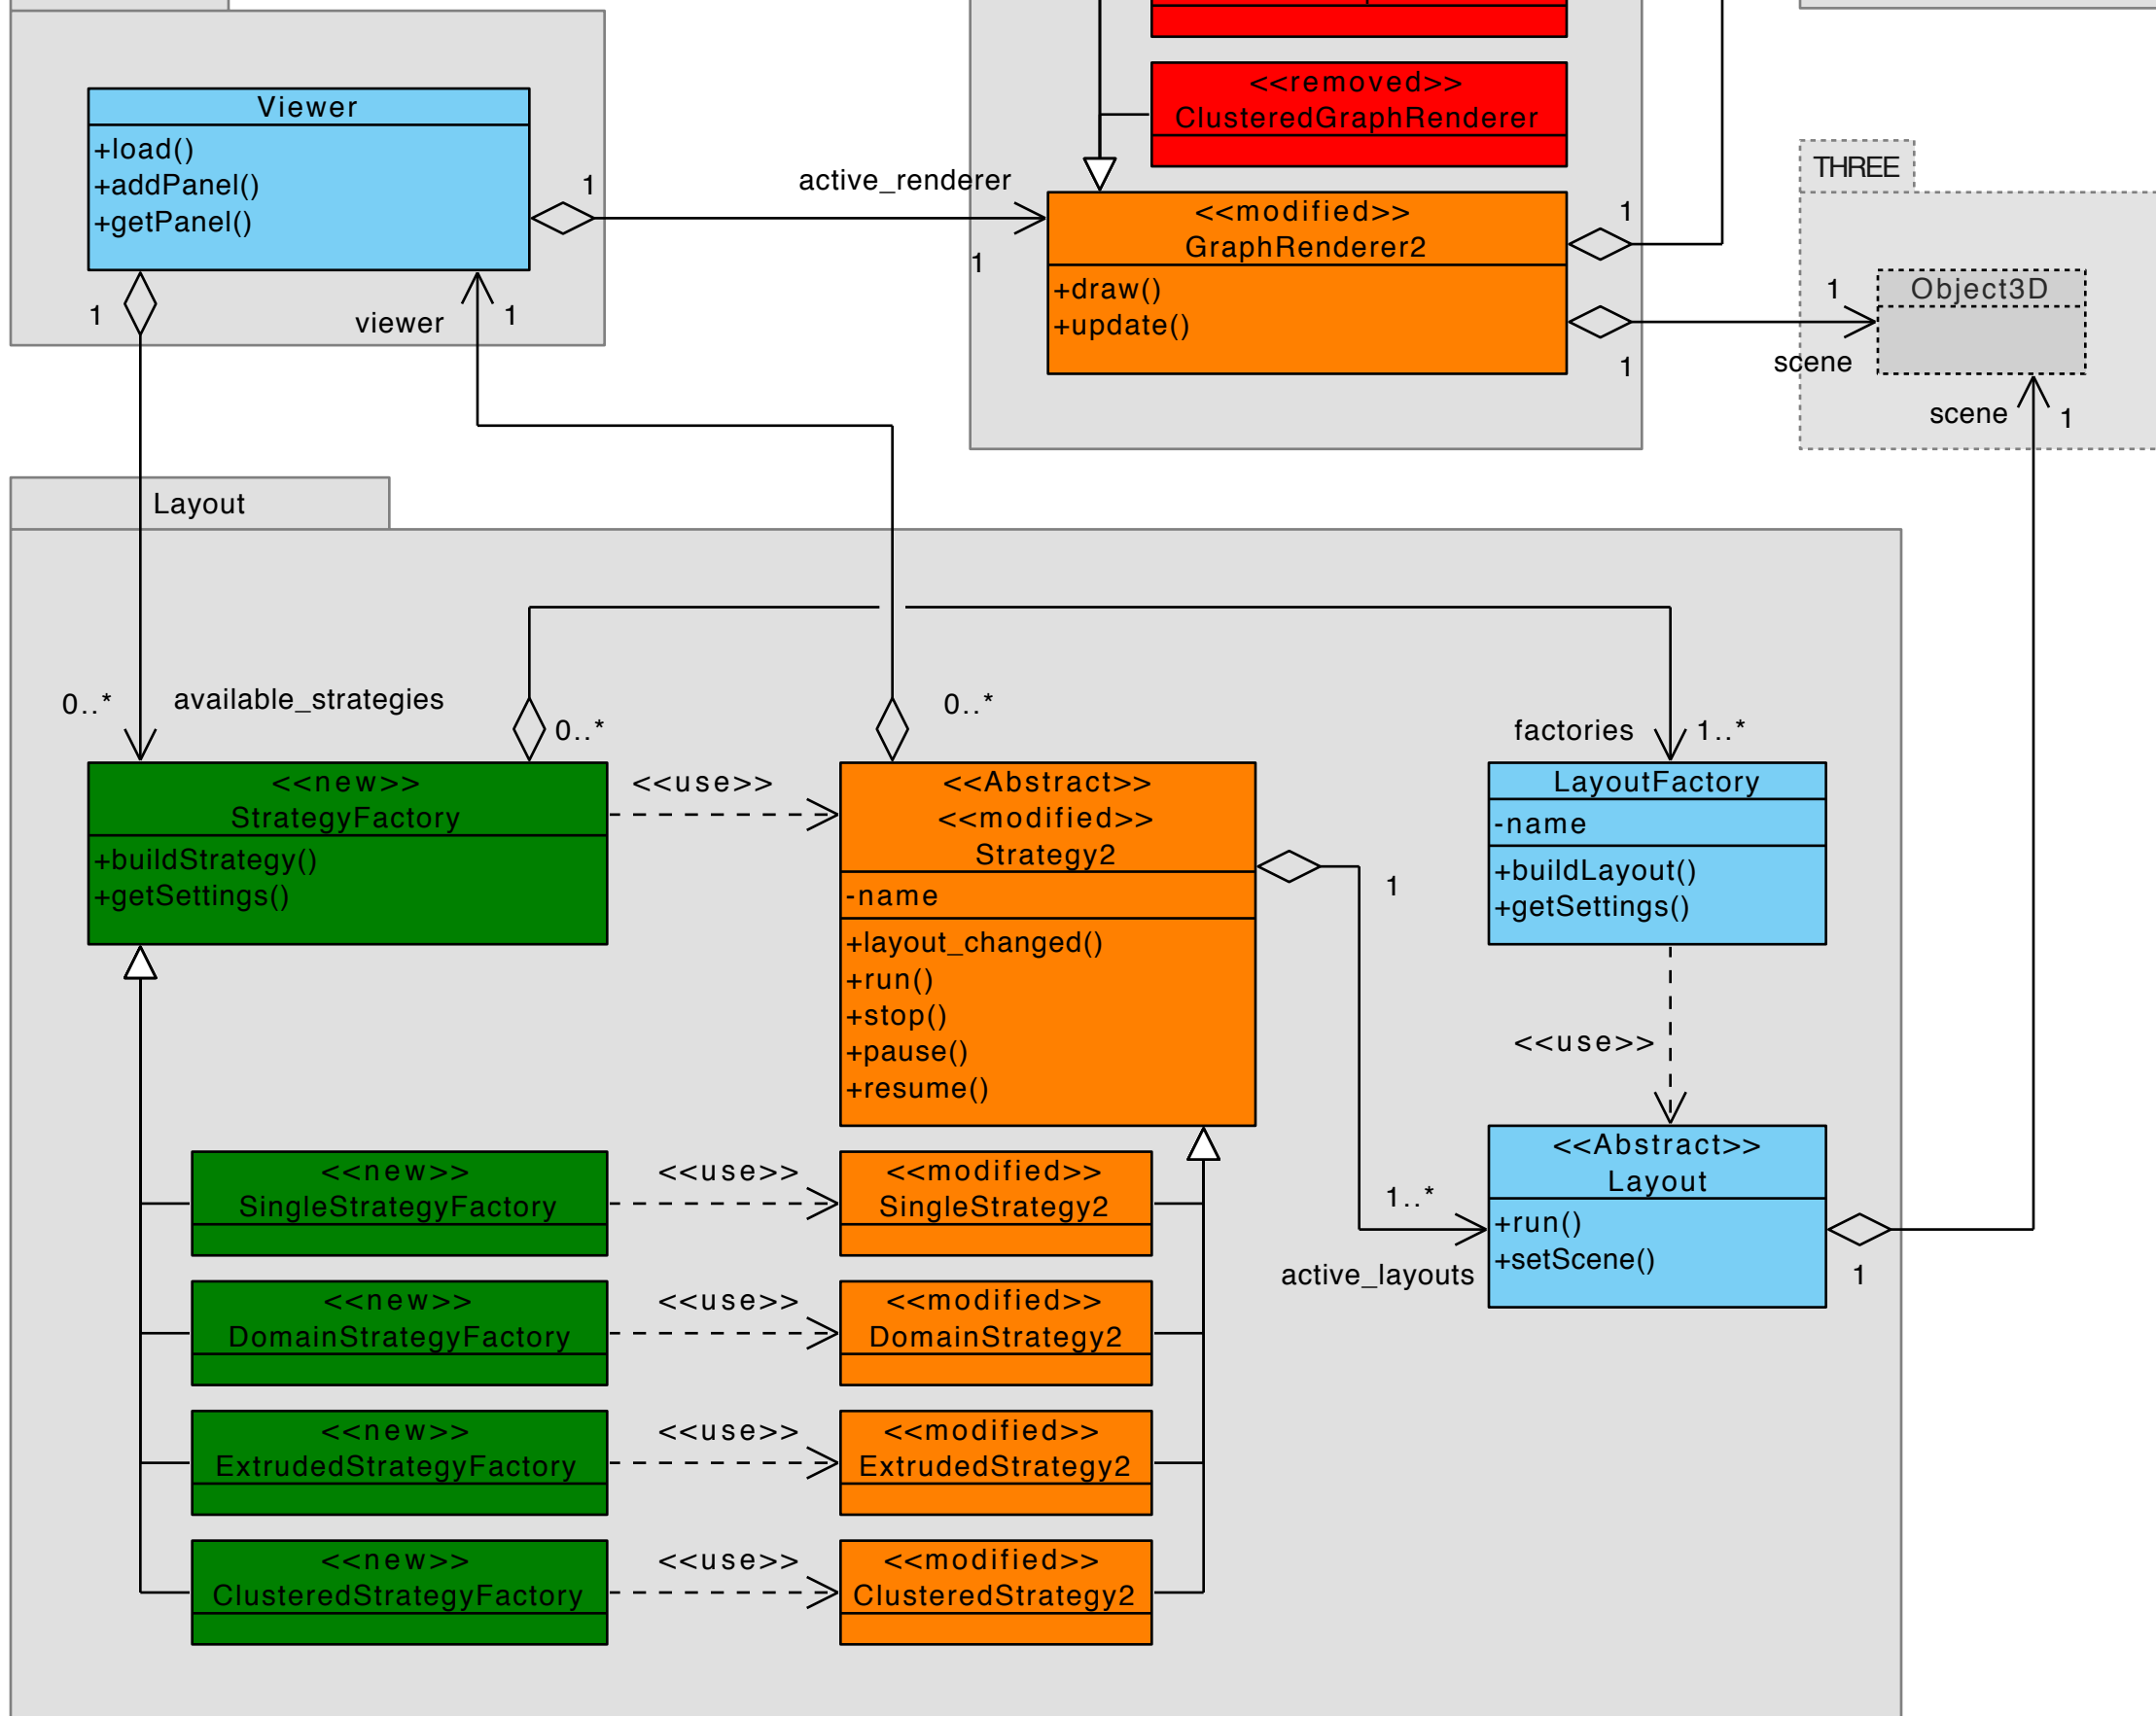 Viewer
+load()
+addPanel()
+getPanel()
1
active_renderer
1
1
viewer
1
<<removed>>
ClusteredGraphRenderer
<<modified>>
GraphRenderer2
+draw()
+update()
1
1
THREE
Object3D
1
scene
scene
1
Layout
0..*
available_strategies
0..*
0..*
factories
1..*
<<new>>
StrategyFactory
+buildStrategy()
+getSettings()
<<use>>
<<Abstract>>
<<modified>>
Strategy2
-name
+layout_changed()
+run()
+stop()
+pause()
+resume()
1
LayoutFactory
-name
+buildLayout()
+getSettings()
<<use>>
<<Abstract>>
Layout
+run()
+setScene()
1..*
active_layouts
1
<<new>>
SingleStrategyFactory
<<use>>
<<modified>>
SingleStrategy2
<<new>>
DomainStrategyFactory
<<use>>
<<modified>>
DomainStrategy2
<<new>>
ExtrudedStrategyFactory
<<use>>
<<modified>>
ExtrudedStrategy2
<<new>>
ClusteredStrategyFactory
<<use>>
<<modified>>
ClusteredStrategy2